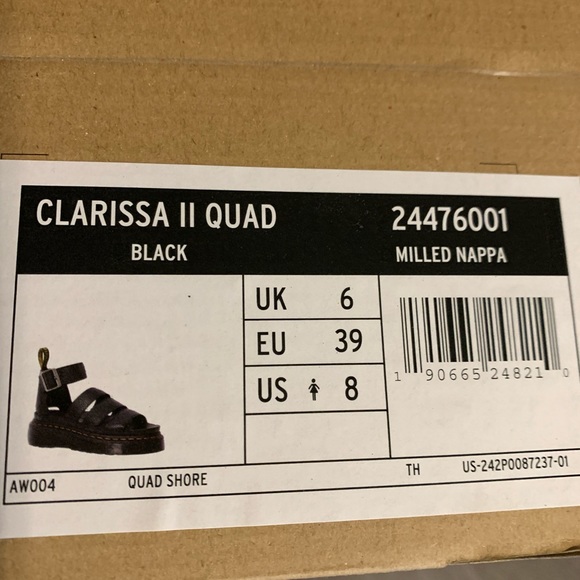 CLARISSA II QUAD 24476001
BLACK MILLED NAPPA
UK 6
EU 39
US 8
1 90665 24821 0
AW004 QUAD SHORE TH US-242P0087237-01